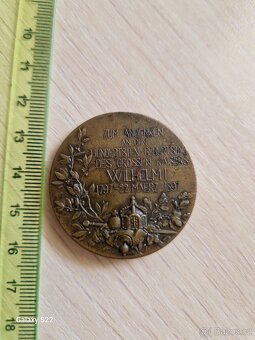 ZUM ANDENKEN
AN DEN
HUNDERTSTEN GEBURTSTAG
DES GROSSEN KAISERS
WILHELM I
1797-22 MAERZ-1897
10
11
12
13
14
15
16
17
18
Galaxy S22